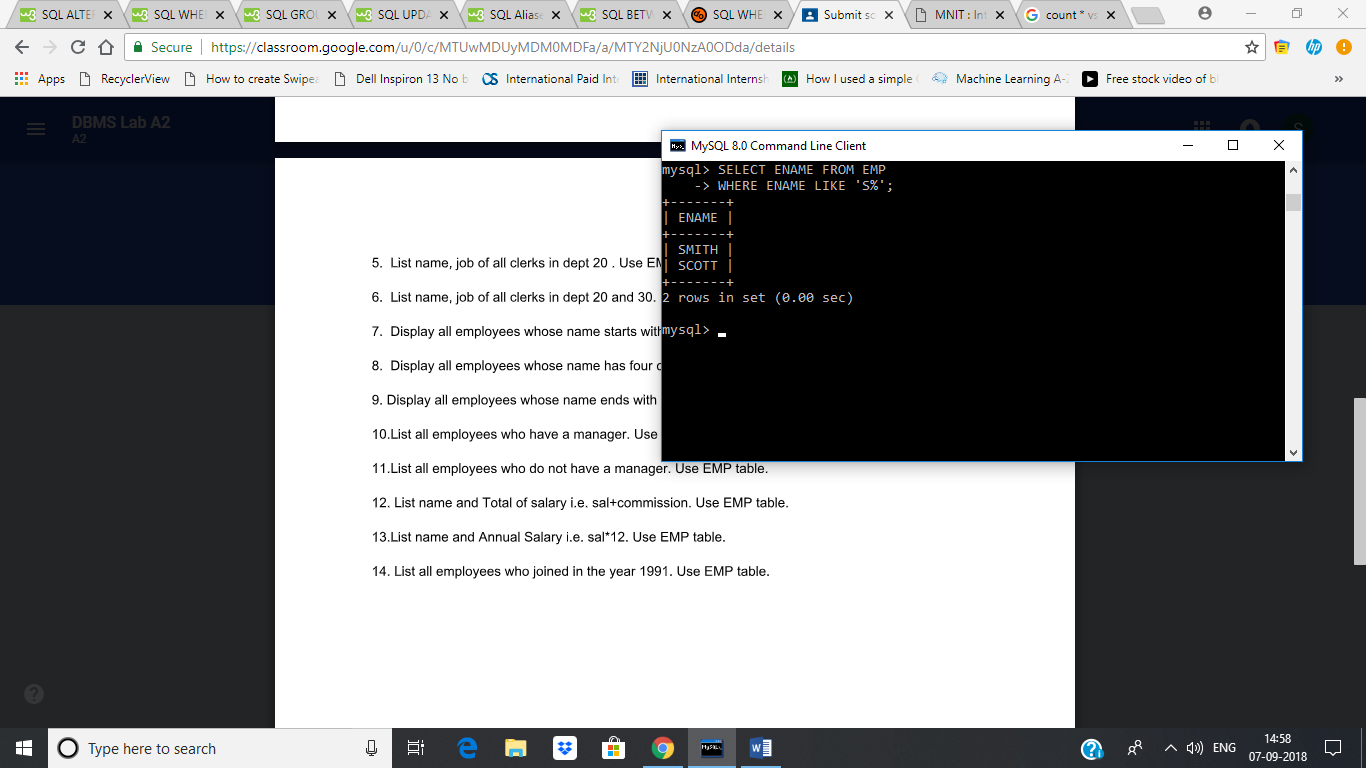 SQL ALTE
SQL WHE
SQL GRO
SQL UPDA
SQL Aliase
SQL BETW
SQL WHE
Submit so
MNIT : Int
count * vs
Secure
https://classroom.google.com/u/0/c/MTUwMDUyMDM0MDFa/a/MTY2NjU0NzA0ODda/details
Apps
RecyclerView
How to create Swipea
Dell Inspiron 13 No b
International Paid Int
International Internsh
How I used a simple
Machine Learning A-
Free stock video of b
DBMS Lab A2
A2
MySQL 8.0 Command Line Client
mysql> SELECT ENAME FROM EMP
-> WHERE ENAME LIKE 'S%';
+-------+
| ENAME |
+-------+
| SMITH |
| SCOTT |
+-------+
2 rows in set (0.00 sec)
mysql>
5. List name, job of all clerks in dept 20 . Use EM
6. List name, job of all clerks in dept 20 and 30.
7. Display all employees whose name starts with
8. Display all employees whose name has four c
9. Display all employees whose name ends with
10.List all employees who have a manager. Use
11.List all employees who do not have a manager. Use EMP table.
12. List name and Total of salary i.e. sal+commission. Use EMP table.
13.List name and Annual Salary i.e. sal*12. Use EMP table.
14. List all employees who joined in the year 1991. Use EMP table.
Type here to search
ENG
14:58
07-09-2018